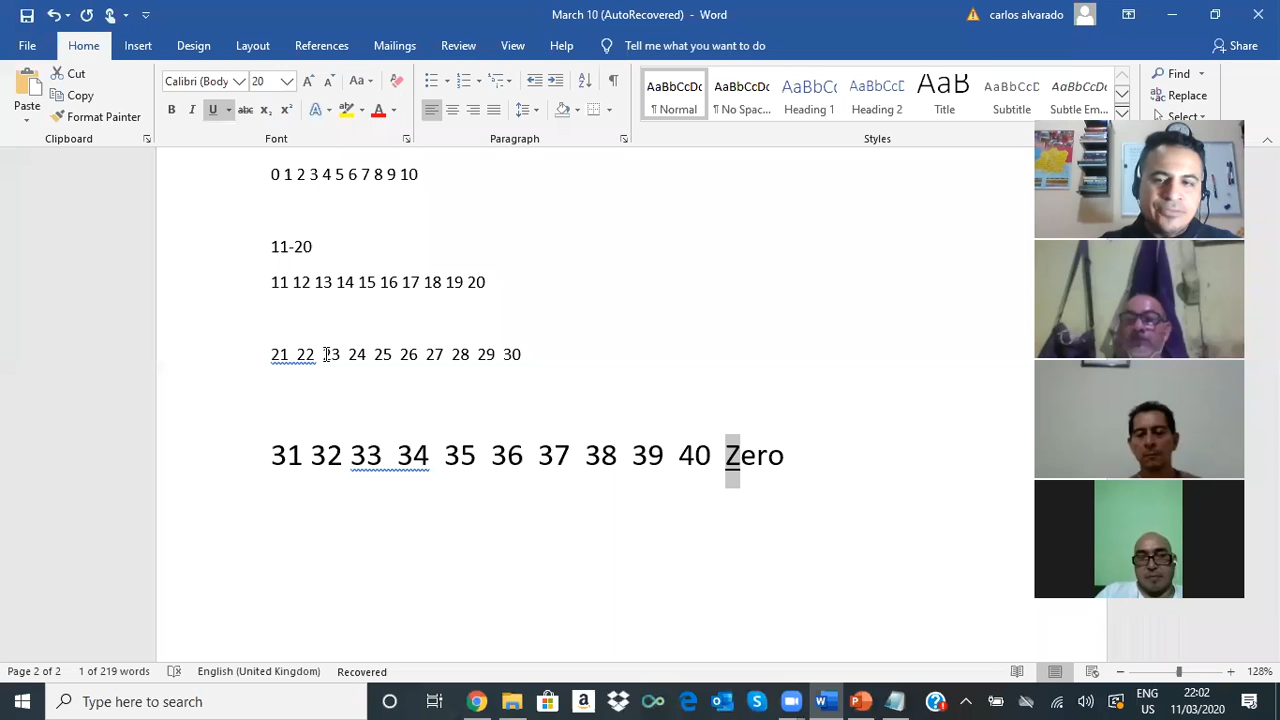 March 10 (AutoRecovered) - Word
carlos alvarado
File Home Insert Design Layout References Mailings Review View Help Tell me what you want to do Share
Paste
Cut
Copy
Format Painter
Calibri (Body 20 Aa
B I U abc x₂ x² A A
AaBbCcDc AaBbCcDc AaBbCc AaBbCcC AaB AaBbCcD AaBbCcDc
¶ Normal ¶ No Spac... Heading 1 Heading 2 Title Subtitle Subtle Em...
Find
Replace
Select
Clipboard Font Paragraph Styles
0 1 2 3 4 5 6 7 8 9 10
11-20
11 12 13 14 15 16 17 18 19 20
21 22 23 24 25 26 27 28 29 30
31 32 33 34 35 36 37 38 39 40 Zero
Page 2 of 2 1 of 219 words English (United Kingdom) Recovered 128%
Type here to search
ENG
US
22:02
11/03/2020